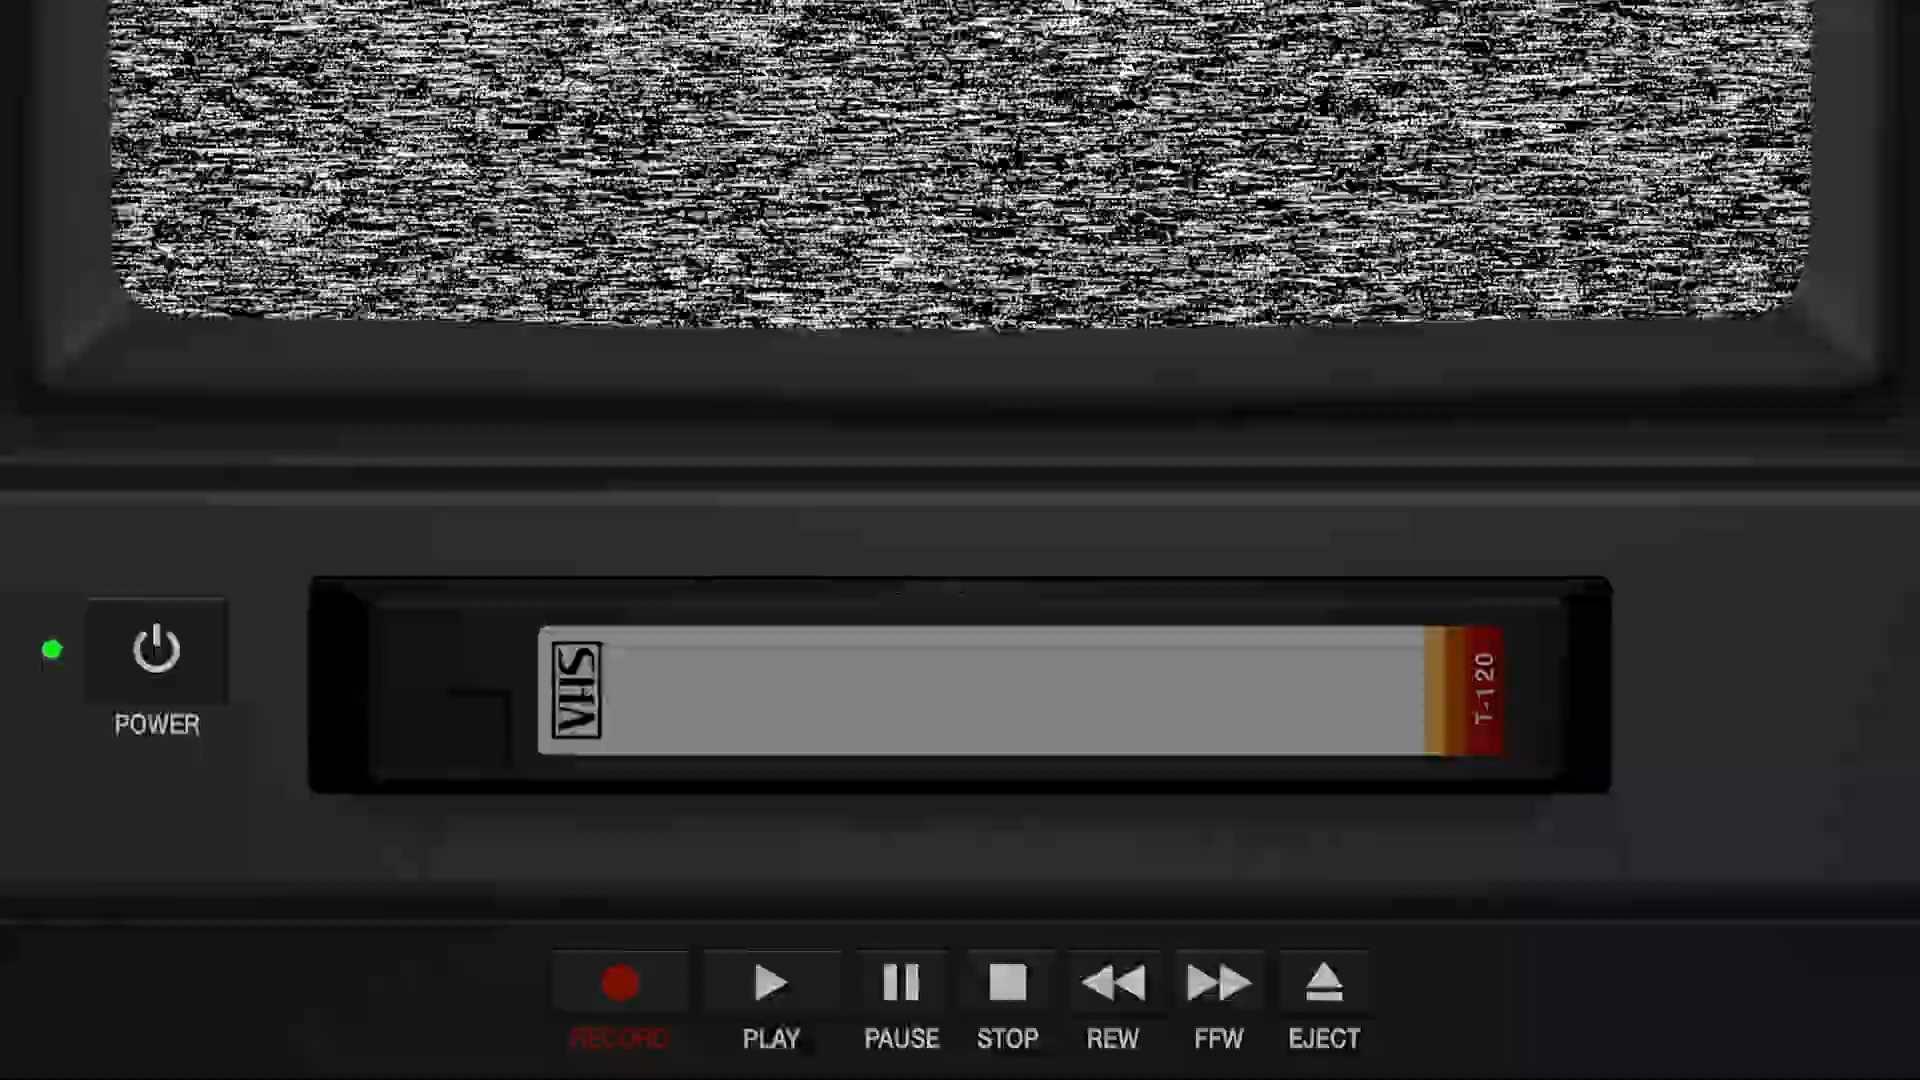 VHS
T-120
POWER
RECORD
PLAY
PAUSE
STOP
REW
FFW
EJECT